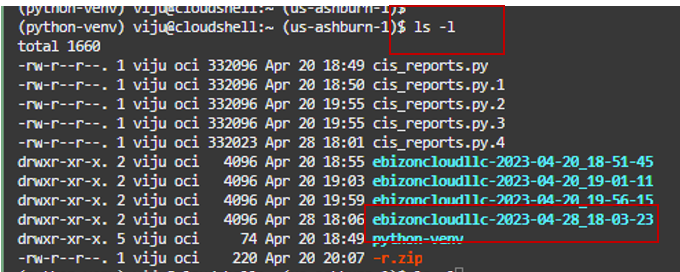 (python-venv) viju@cloudshell:~ (us-ashburn-1)$
(python-venv) viju@cloudshell:~ (us-ashburn-1)$ ls -l
total 1660
-rw-r--r--. 1 viju oci 332096 Apr 20 18:49 cis_reports.py
-rw-r--r--. 1 viju oci 332096 Apr 20 18:50 cis_reports.py.1
-rw-r--r--. 1 viju oci 332096 Apr 20 19:55 cis_reports.py.2
-rw-r--r--. 1 viju oci 332096 Apr 20 19:55 cis_reports.py.3
-rw-r--r--. 1 viju oci 332023 Apr 28 18:01 cis_reports.py.4
drwxr-xr-x. 2 viju oci   4096 Apr 20 18:55 ebizoncloudllc-2023-04-20_18-51-45
drwxr-xr-x. 2 viju oci   4096 Apr 20 19:03 ebizoncloudllc-2023-04-20_19-01-11
drwxr-xr-x. 2 viju oci   4096 Apr 20 19:59 ebizoncloudllc-2023-04-20_19-56-15
drwxr-xr-x. 2 viju oci   4096 Apr 28 18:06 ebizoncloudllc-2023-04-28_18-03-23
drwxr-xr-x. 5 viju oci     74 Apr 20 18:49 python-venv
-rw-r--r--. 1 viju oci    220 Apr 20 20:07 -r.zip